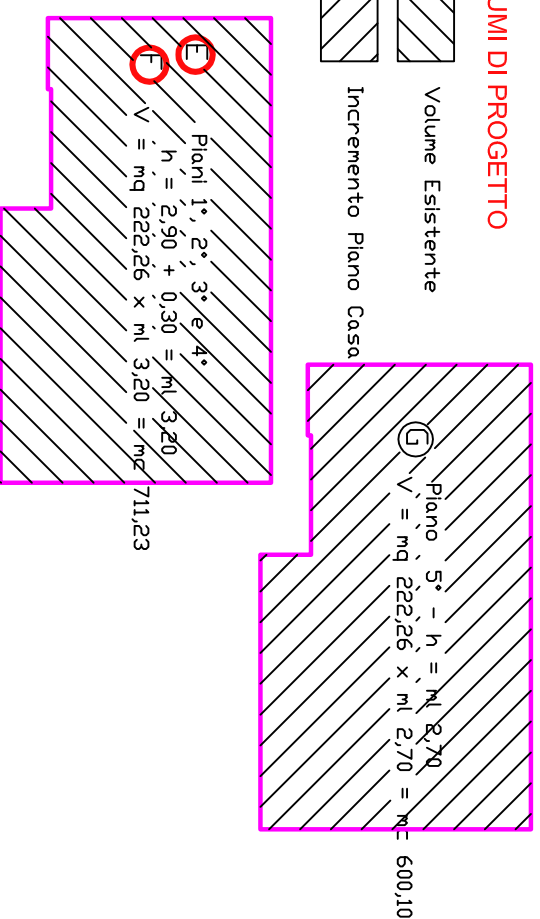 UMI DI PROGETTO
Volume Esistente
Incremento Piano Casa
E
F
Piani 1°, 2°, 3° e 4°
h = 2,90 + 0,30 = ml 3,20
V = mq 222,26 x ml 3,20 = mc 711,23
G
Piano 5° - h = ml 2,70
V = mq 222,26 x ml 2,70 = mc 600,10